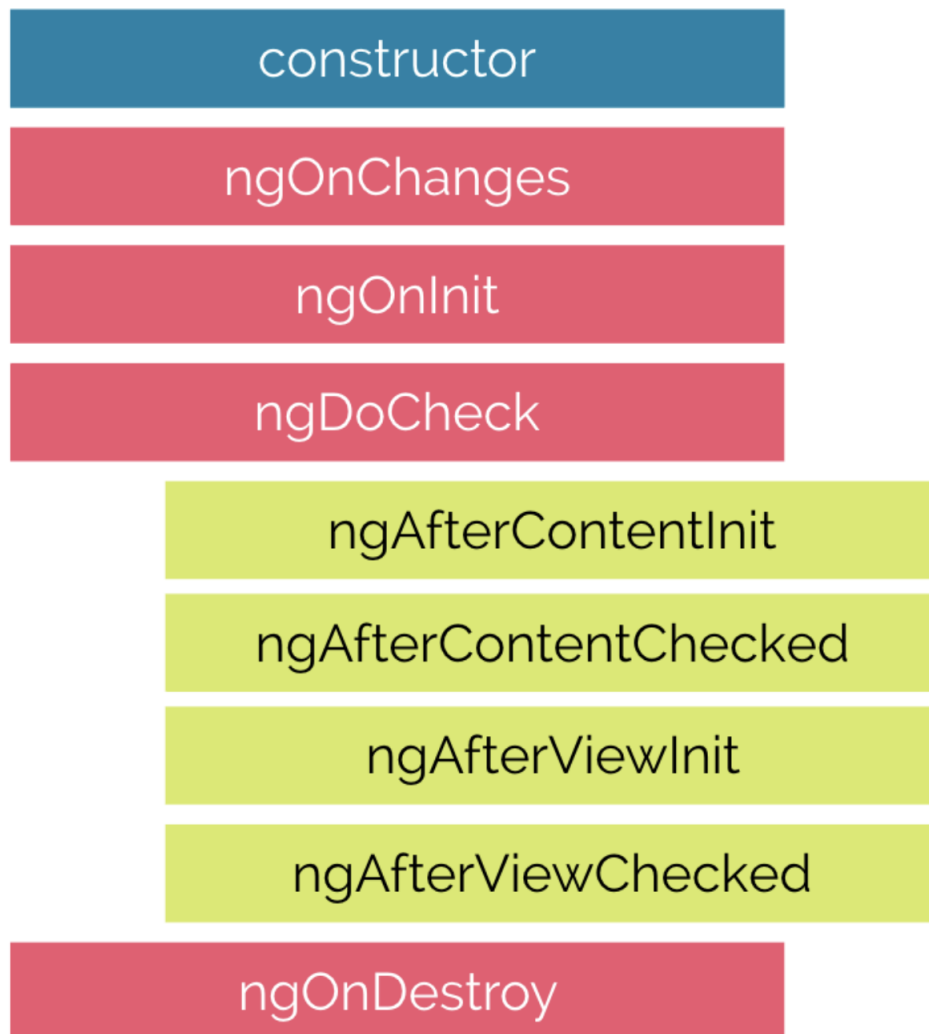 constructor
ngOnChanges
ngOnInit
ngDoCheck
ngAfterContentInit
ngAfterContentChecked
ngAfterViewInit
ngAfterViewChecked
ngOnDestroy